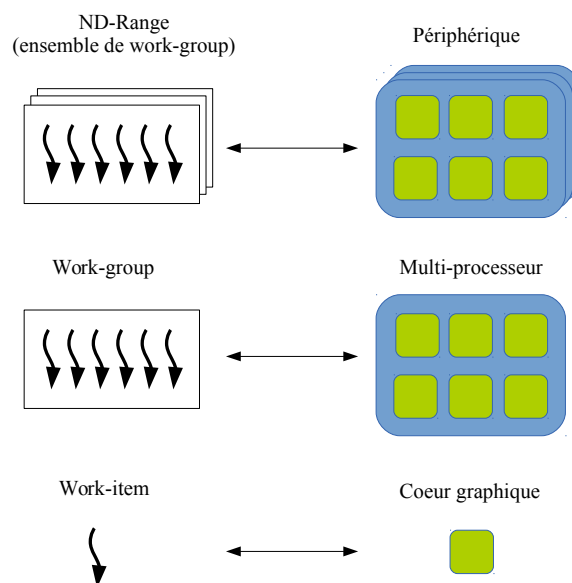 ND-Range
(ensemble de work-group)
Périphérique
Work-group
Multi-processeur
Work-item
Coeur graphique